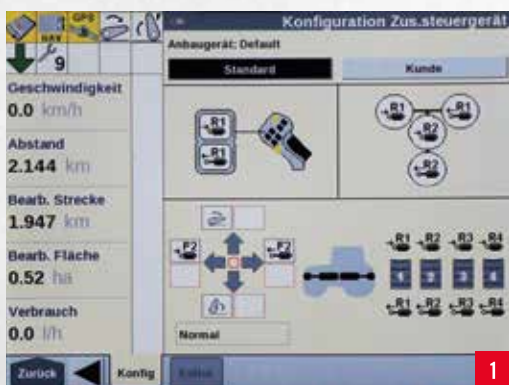 GPS
NAV
9
Geschwindigkeit
0.0 km/h
Abstand
2.144 km
Bearb. Strecke
1.947 km
Bearb. Fläche
0.52 ha
Verbrauch
0.0 l/h
Zurück
Konfig
Konfiguration Zus.steuergerät
Anbaugerät: Default
Standard
Kunde
R1
R1
R1 R1
R2
R2
F2 F2
Normal
R1 R2 R3 R4
1 2 3 4
R1 R2 R3 R4
1